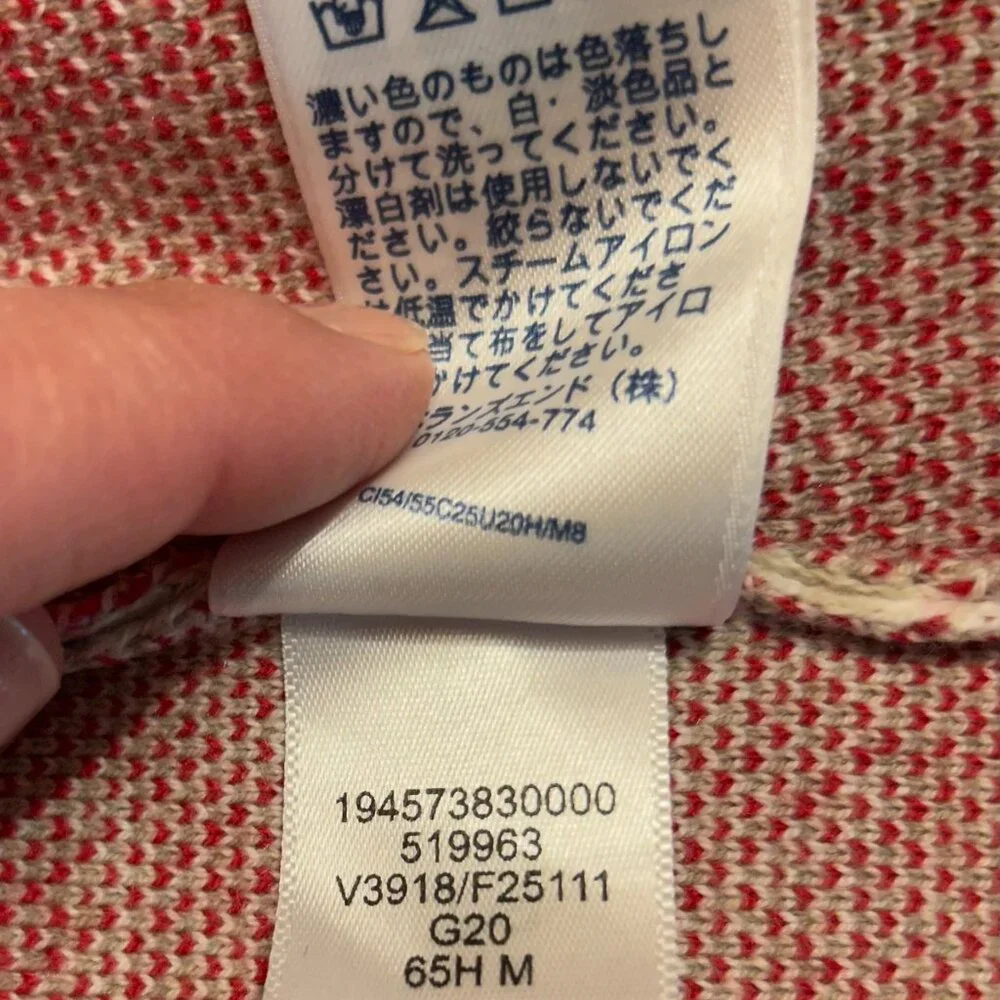 濃い色のものは色落ちし
ますので、白・淡色品と
分けて洗ってください。
漂白剤は使用しないでく
ださい。絞らないでくだ
さい。スチームアイロン
は低温でかけてくださ
当て布をしてアイロ
かけてください。
ランズエンド（株）
0120-554-774
C/54/55C25U20H/M8
194573830000
519963
V3918/F25111
G20
65H M